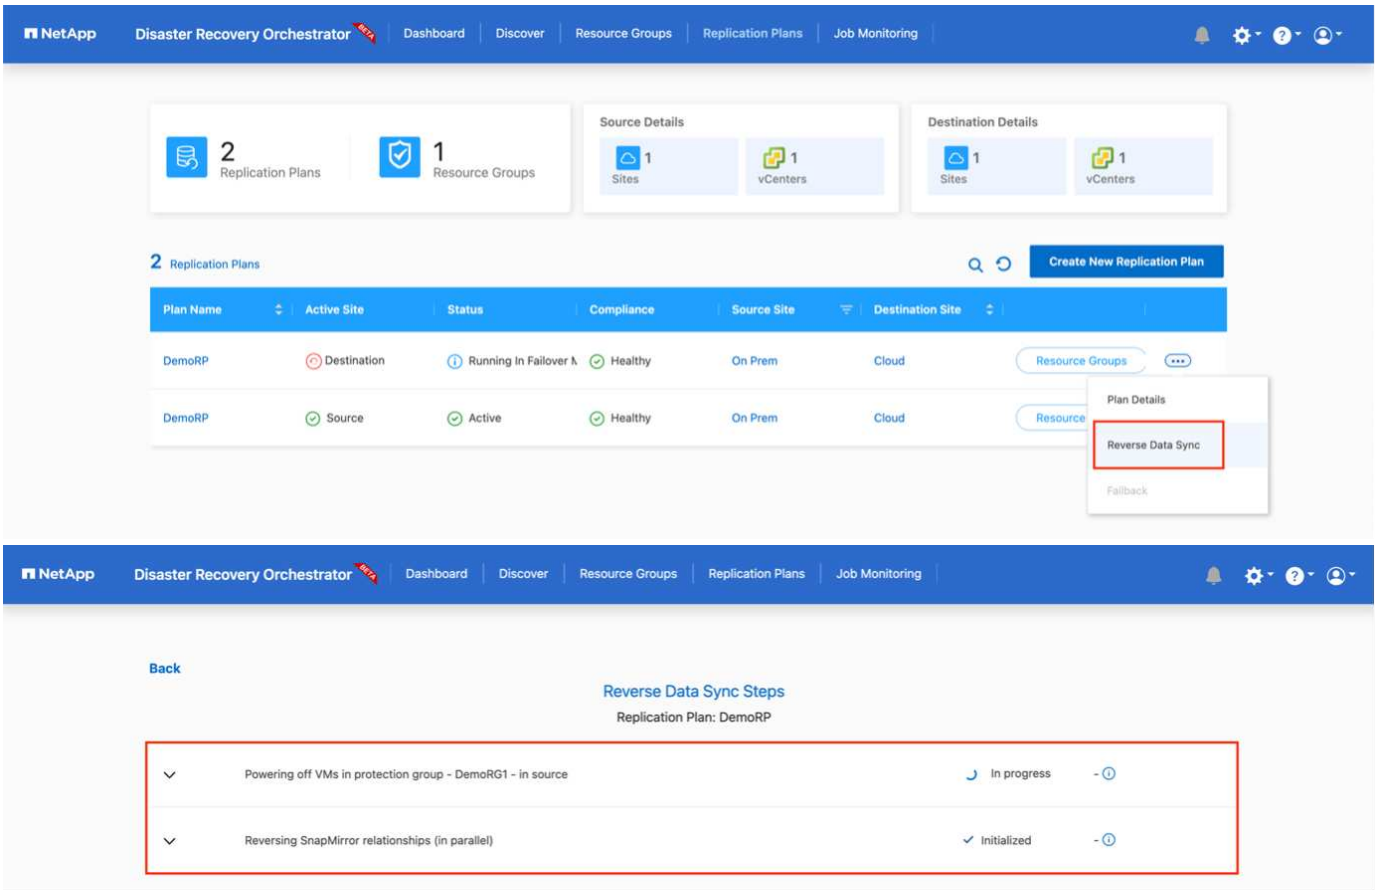 NetApp Disaster Recovery Orchestrator BETA Dashboard Discover Resource Groups Replication Plans Job Monitoring
Source Details Destination Details
2 Replication Plans
1 Resource Groups
1 Sites
1 vCenters
1 Sites
1 vCenters
2 Replication Plans Create New Replication Plan
Plan Name Active Site Status Compliance Source Site Destination Site
DemoRP Destination Running In Failover M Healthy On Prem Cloud Resource Groups
DemoRP Source Active Healthy On Prem Cloud Resource
Plan Details
Reverse Data Sync
Failback
NetApp Disaster Recovery Orchestrator BETA Dashboard Discover Resource Groups Replication Plans Job Monitoring
Back
Reverse Data Sync Steps
Replication Plan: DemoRP
Powering off VMs in protection group - DemoRG1 - in source In progress -
Reversing SnapMirror relationships (in parallel) Initialized -